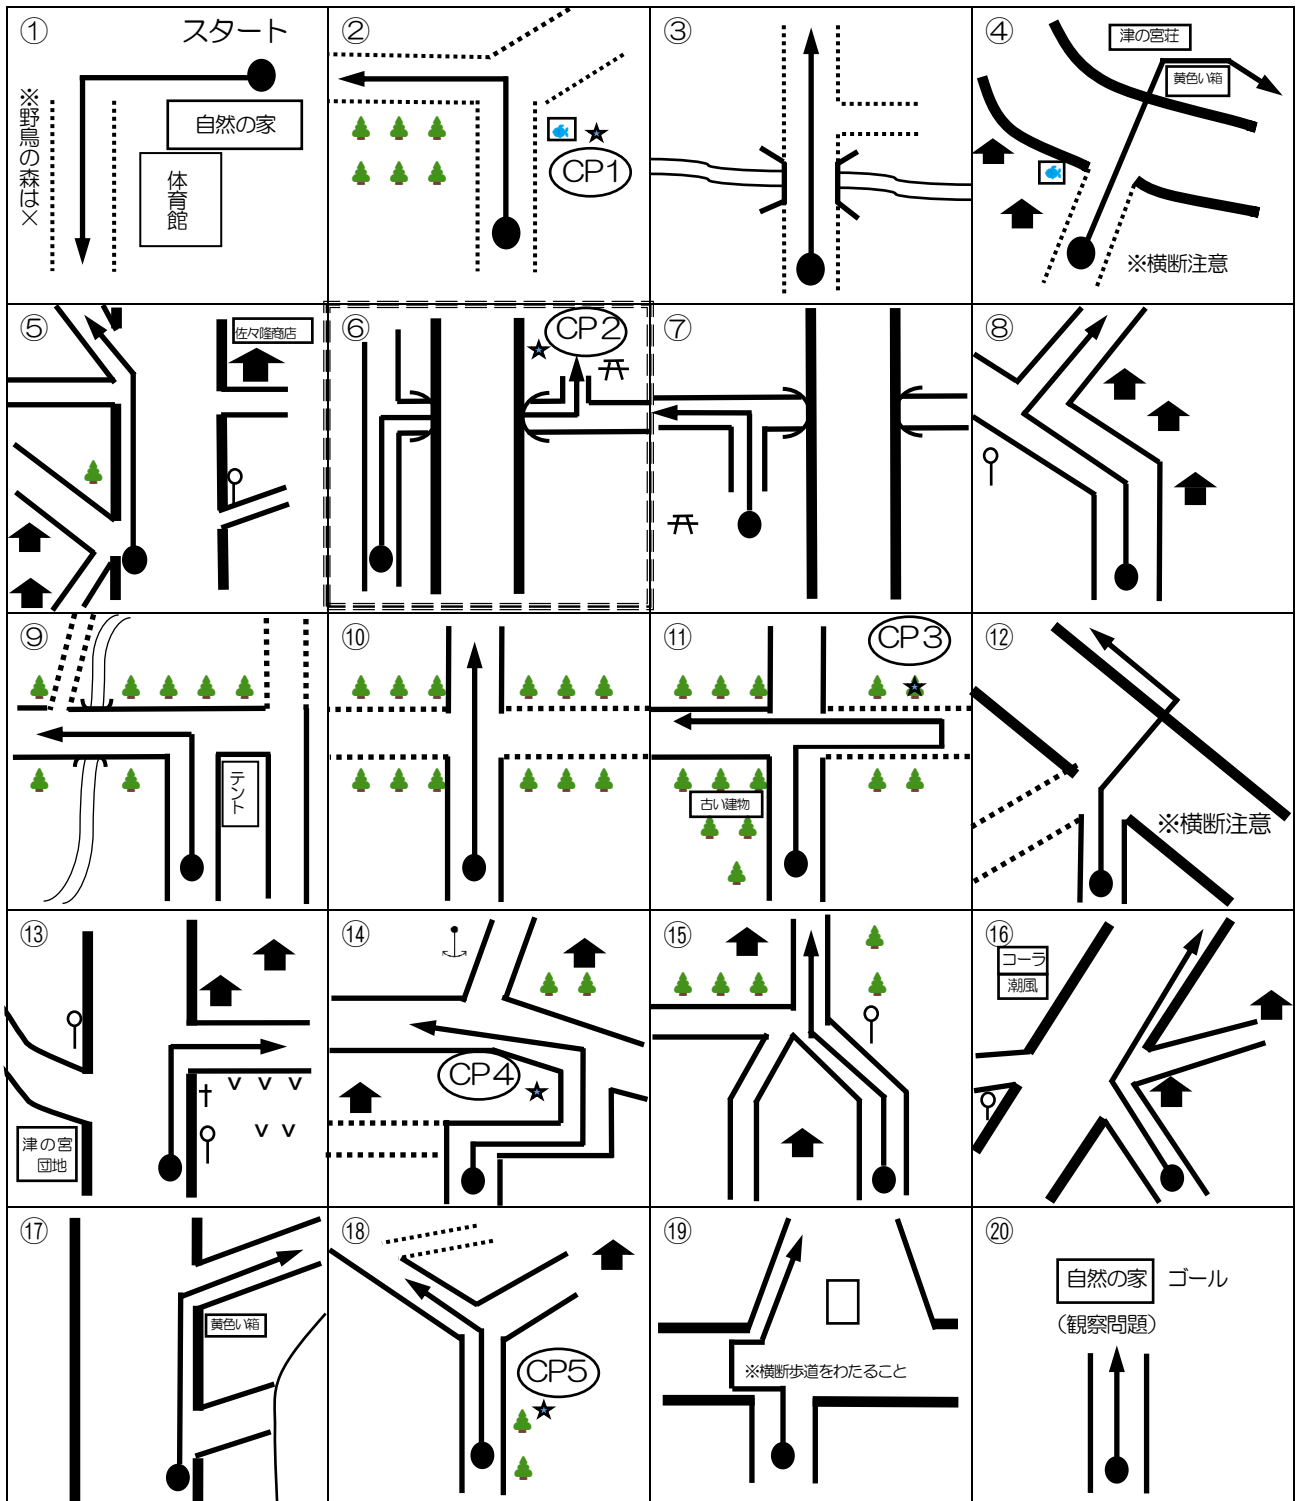 ①
スタート
※野鳥の森は×
自然の家
体育館
②
CP1
③
④
津の宮荘
黄色い箱
※横断注意
⑤
佐々隆商店
⑥
CP2
⑦
⑧
⑨
テント
⑩
⑪
CP3
古い建物
⑫
※横断注意
⑬
津の宮
団地
⑭
CP4
⑮
⑯
コーラ
潮風
⑰
黄色い箱
⑱
CP5
⑲
※横断歩道をわたること
⑳
自然の家 ゴール
(観察問題)